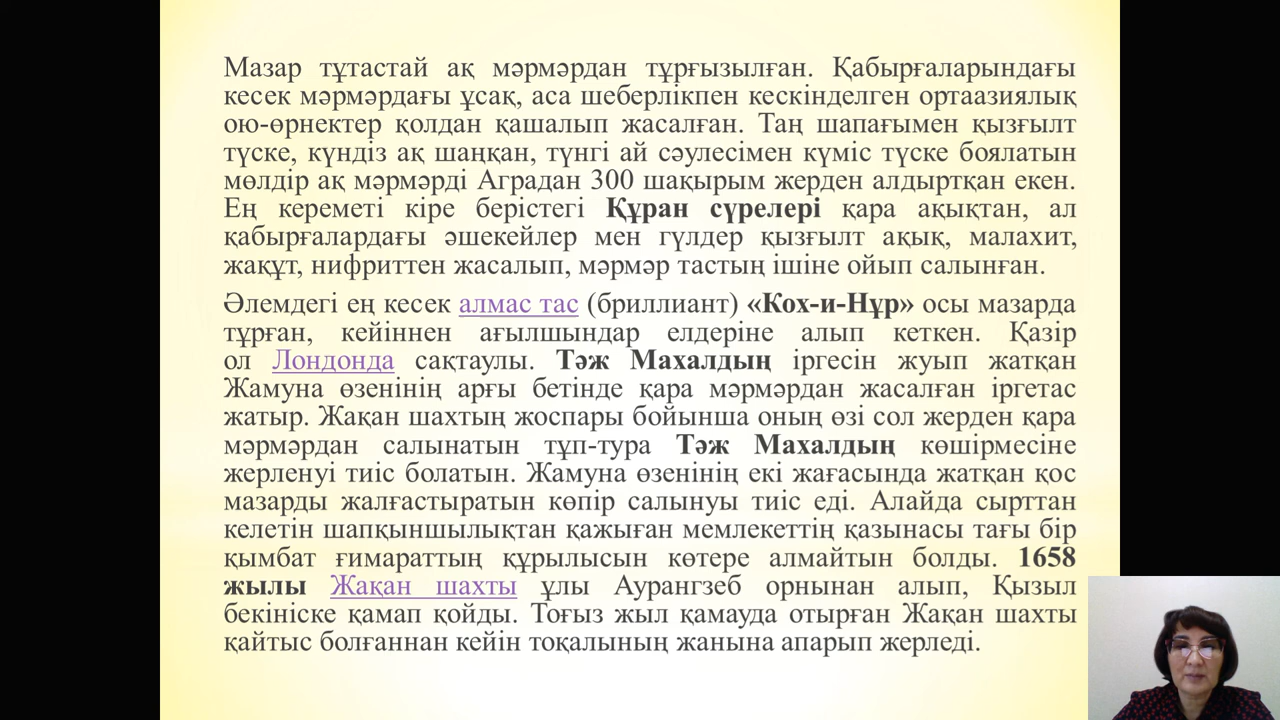 Мазар тұтастай ақ мәрмәрдан тұрғызылған. Қабырғаларындағы
кесек мәрмәрдағы ұсақ, аса шеберлікпен кескінделген ортаазиялық
ою-өрнектер қолдан қашалып жасалған. Таң шапағымен қызғылт
түске, күндіз ақ шаңқан, түнгі ай сәулесімен күміс түске боялатын
мөлдір ақ мәрмәрді Аградан 300 шақырым жерден алдыртқан екен.
Ең кереметі кіре берістегі Құран сүрелері қара ақықтан, ал
қабырғалардағы әшекейлер мен гүлдер қызғылт ақық, малахит,
жақұт, нифриттен жасалып, мәрмәр тастың ішіне ойып салынған.
Әлемдегі ең кесек алмас тас (бриллиант) «Кох-и-Нұр» осы мазарда
тұрған, кейіннен ағылшындар елдеріне алып кеткен. Қазір
ол Лондонда сақтаулы. Тәж Махалдың іргесін жуып жатқан
Жамуна өзенінің арғы бетінде қара мәрмәрдан жасалған іргетас
жатыр. Жақан шахтың жоспары бойынша оның өзі сол жерден қара
мәрмәрдан салынатын тұп-тура Тәж Махалдың көшірмесіне
жерленуі тиіс болатын. Жамуна өзенінің екі жағасында жатқан қос
мазарды жалғастыратын көпір салынуы тиіс еді. Алайда сырттан
келетін шапқыншылықтан қажыған мемлекеттің қазынасы тағы бір
қымбат ғимараттың құрылысын көтере алмайтын болды. 1658
жылы Жақан шахты ұлы Аурангзеб орнынан алып, Қызыл
бекініске қамап қойды. Тоғыз жыл қамауда отырған Жақан шахты
қайтыс болғаннан кейін тоқалының жанына апарып жерледі.